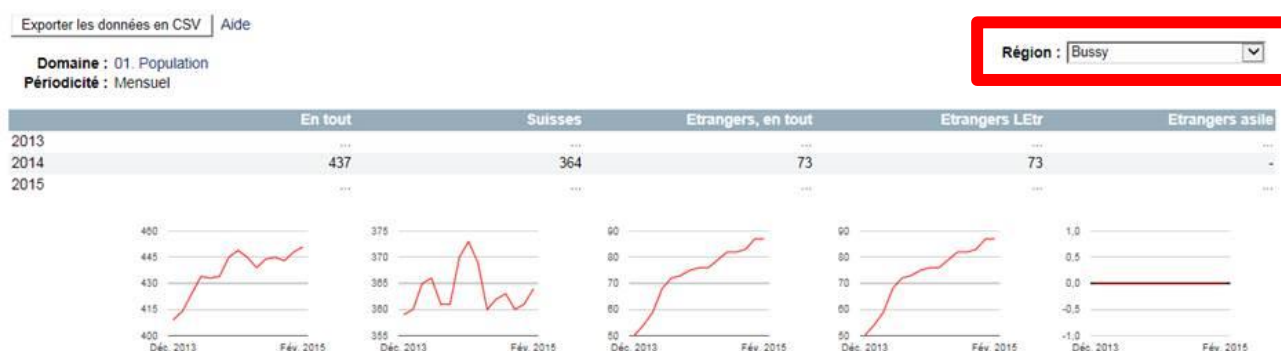 Exporter les données en CSV Aide
Région : Bussy
Domaine : 01. Population
Périodicité : Mensuel
En tout Suisses Etrangers, en tout Etrangers LEtr Etrangers asile
2013 ... ... ... ... ...
2014 437 364 73 73 -
2015 ... ... ... ... ...
460 375 90 90 1,0
445 370 80 80 0,5
430 365 70 70 0,0
415 360 60 60 -0,5
400 355 50 50 -1,0
Déc. 2013 Fév. 2015 Déc. 2013 Fév. 2015 Déc. 2013 Fév. 2015 Déc. 2013 Fév. 2015 Déc. 2013 Fév. 2015